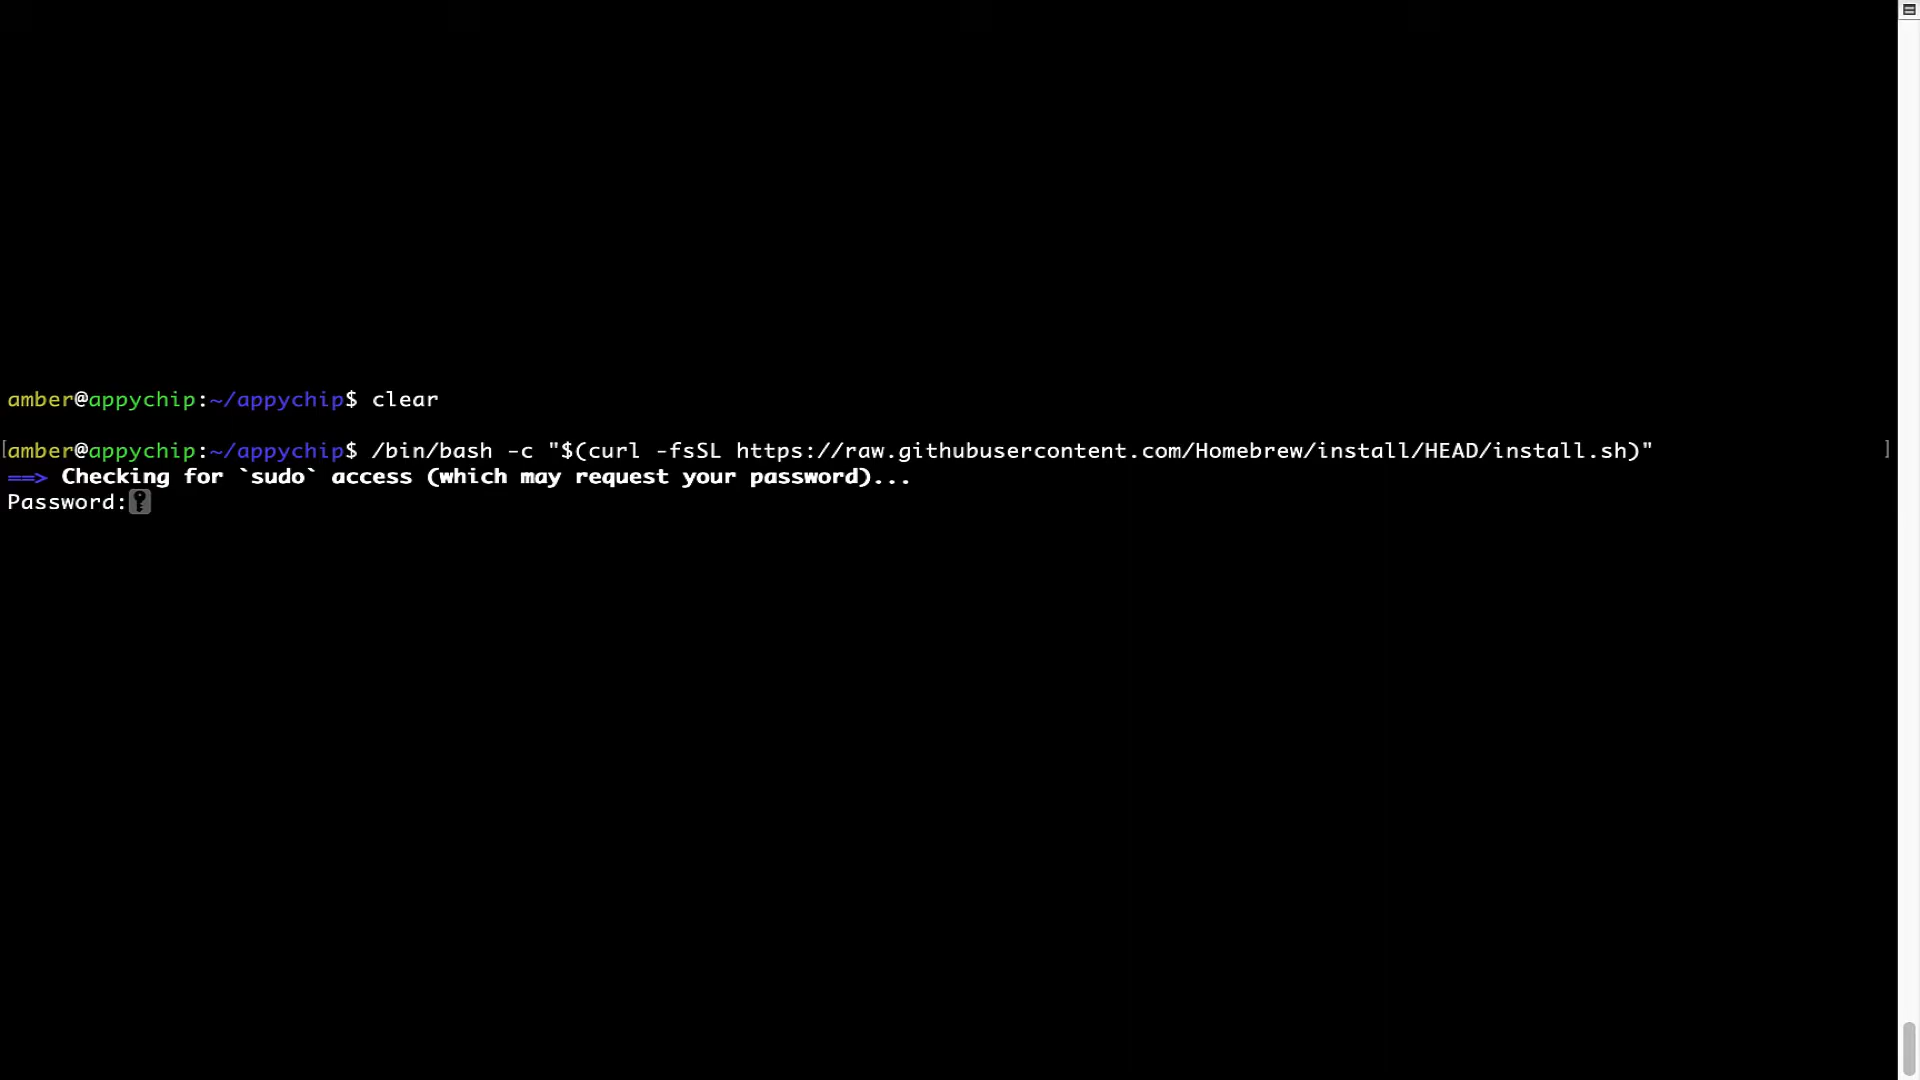 amber@appychip:~/appychip$ clear
[amber@appychip:~/appychip$ /bin/bash -c "$(curl -fsSL https://raw.githubusercontent.com/Homebrew/install/HEAD/install.sh)" ]
==> Checking for `sudo` access (which may request your password)...
Password: